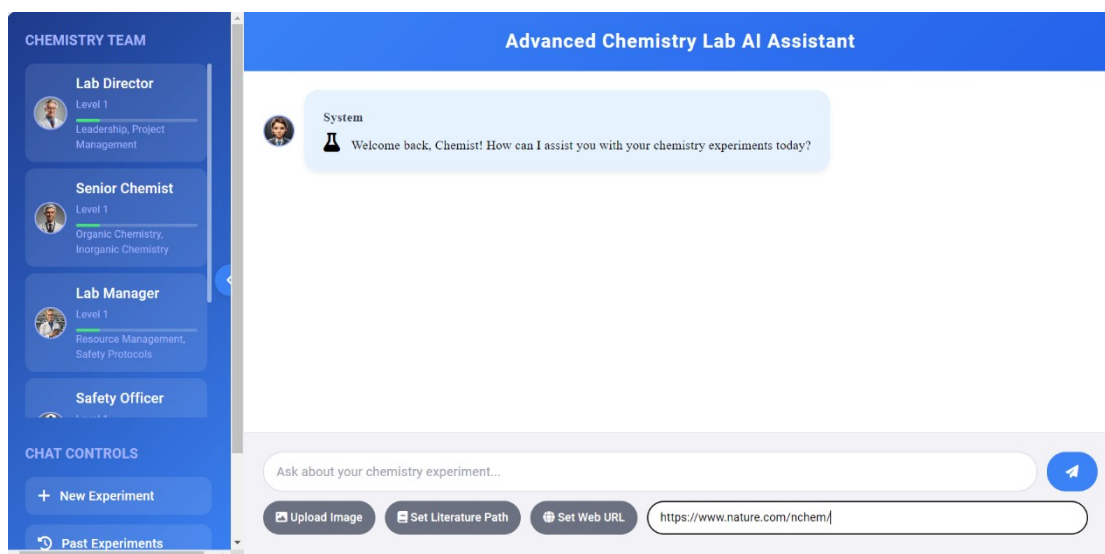 CHEMISTRY TEAM
Lab Director
Level 1
Leadership, Project
Management
Senior Chemist
Level 1
Organic Chemistry,
Inorganic Chemistry
Lab Manager
Level 1
Resource Management,
Safety Protocols
Safety Officer
CHAT CONTROLS
+ New Experiment
Past Experiments
Advanced Chemistry Lab AI Assistant
System
Welcome back, Chemist! How can I assist you with your chemistry experiments today?
Ask about your chemistry experiment...
Upload Image
Set Literature Path
Set Web URL
https://www.nature.com/nchem/